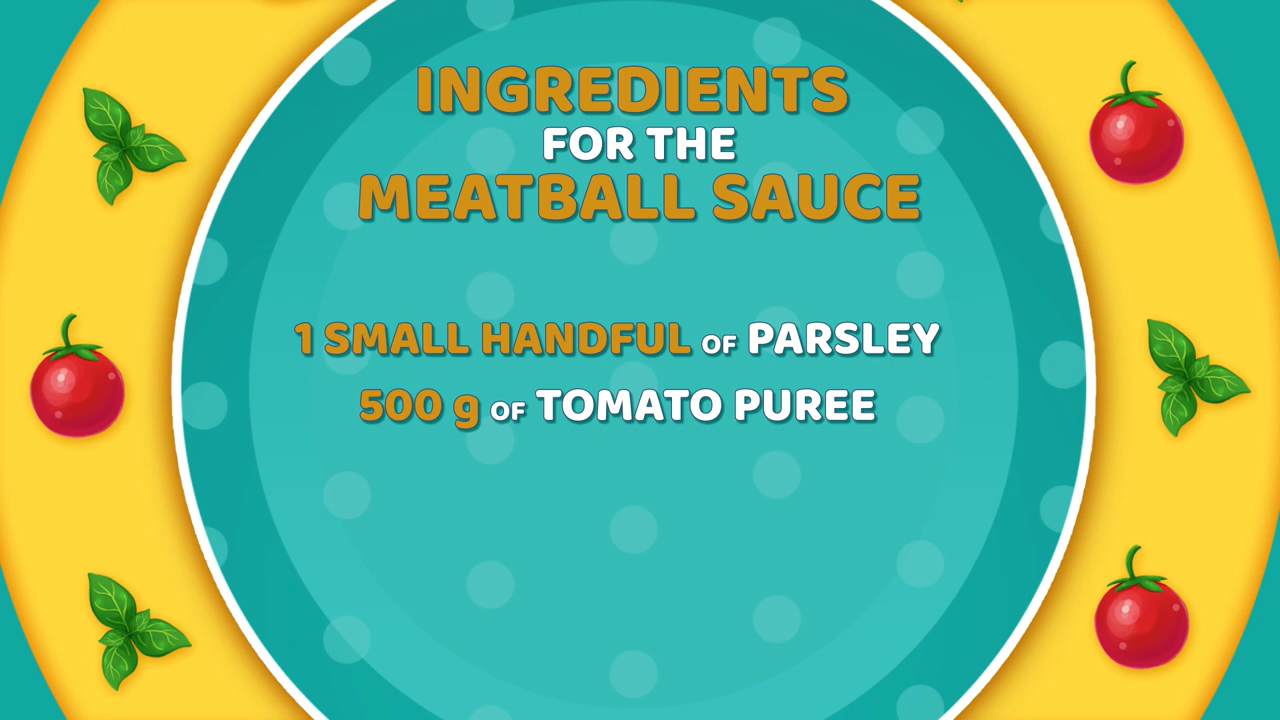 INGREDIENTS
FOR THE
MEATBALL SAUCE
1 SMALL HANDFUL OF PARSLEY
500 g OF TOMATO PUREE